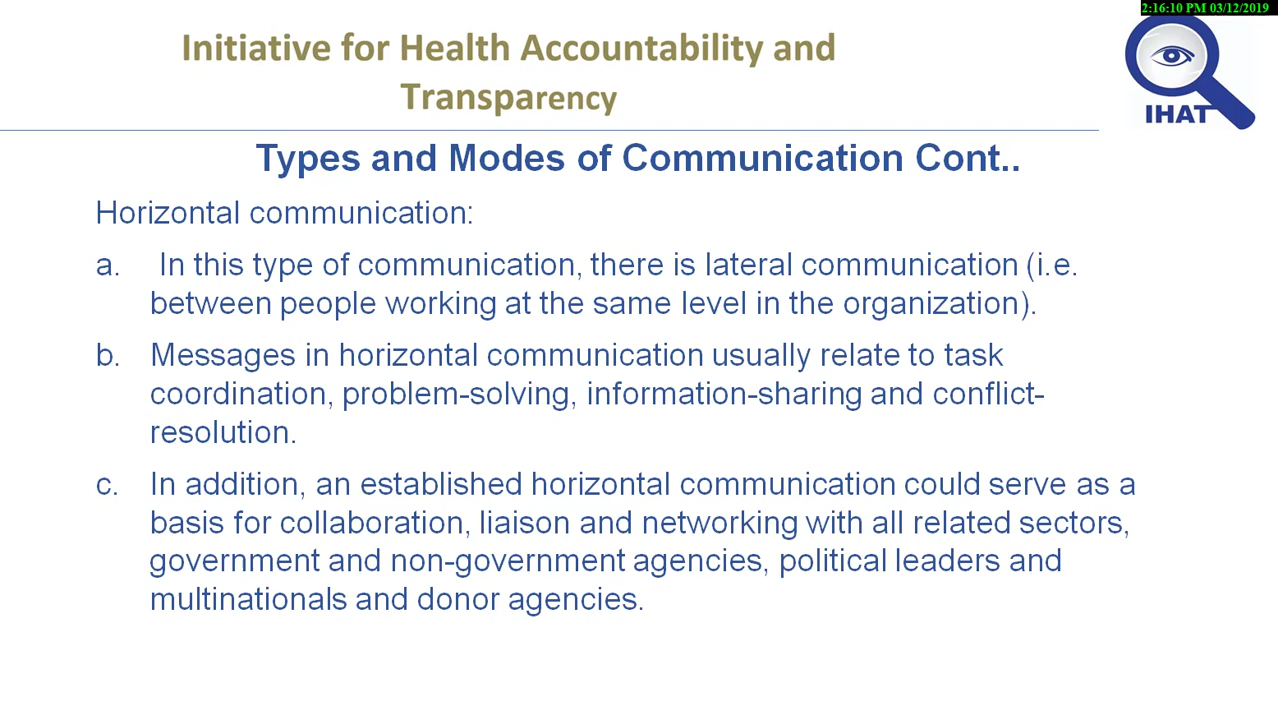 2:16:10 PM 03/12/2019
Initiative for Health Accountability and
Transparency
IHAT
Types and Modes of Communication Cont..
Horizontal communication:
a. In this type of communication, there is lateral communication (i.e.
between people working at the same level in the organization).
b. Messages in horizontal communication usually relate to task
coordination, problem-solving, information-sharing and conflict-
resolution.
c. In addition, an established horizontal communication could serve as a
basis for collaboration, liaison and networking with all related sectors,
government and non-government agencies, political leaders and
multinationals and donor agencies.